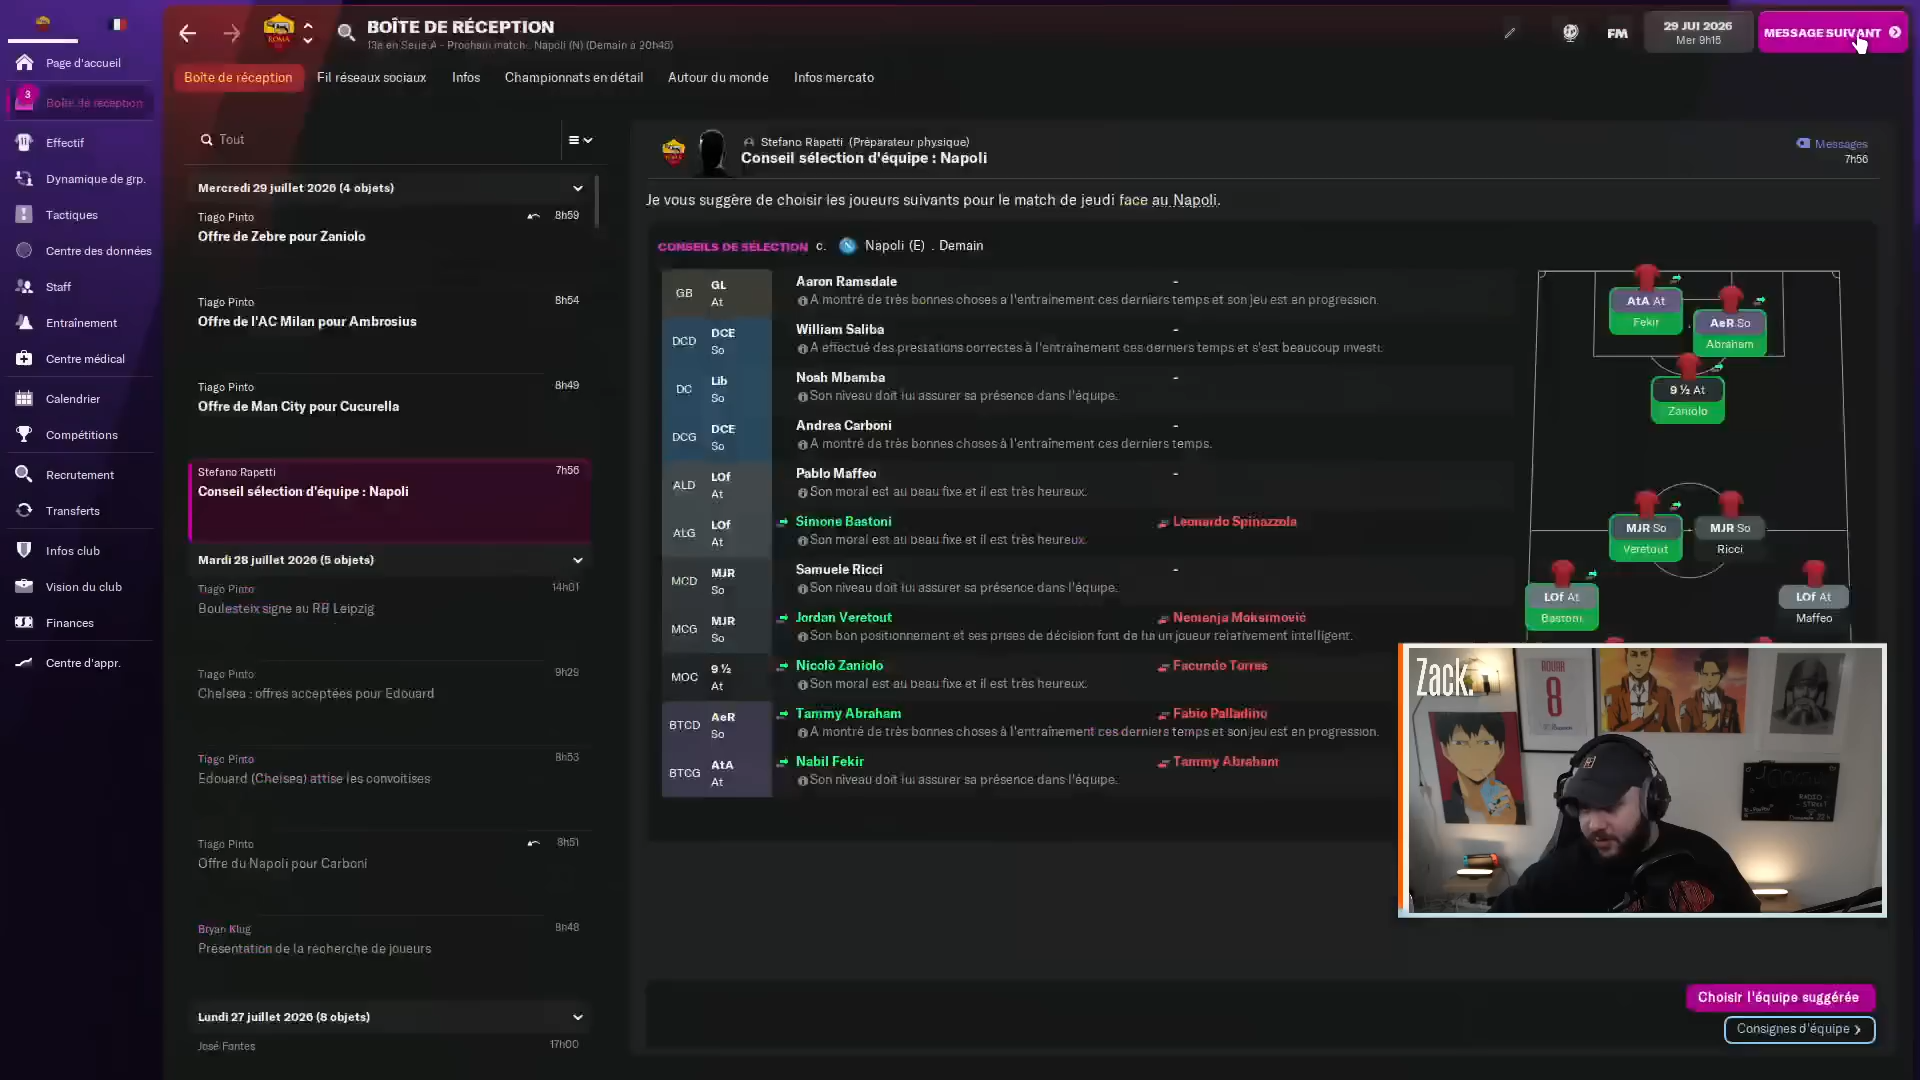 BOÎTE DE RÉCEPTION
13e en Serie A - Prochain match: Napoli (N) (Demain à 20h45)
FM
29 JUI 2026
Mer 9h15
MESSAGE SUIVANT
Page d'accueil
3
Boîte de réception
Effectif
Dynamique de grp.
Tactiques
Centre des données
Staff
Entraînement
Centre médical
Calendrier
Compétitions
Recrutement
Transferts
Infos club
Vision du club
Finances
Centre d'appr.
Boîte de réception
Fil réseaux sociaux
Infos
Championnats en détail
Autour du monde
Infos mercato
Tout
Mercredi 29 juillet 2026 (4 objets)
Tiago Pinto
8h59
Offre de Zebre pour Zaniolo
Tiago Pinto
8h54
Offre de l'AC Milan pour Ambrosius
Tiago Pinto
8h49
Offre de Man City pour Cucurella
Stefano Rapetti
7h56
Conseil sélection d'équipe : Napoli
Mardi 28 juillet 2026 (5 objets)
Tiago Pinto
14h01
Boulesteix signe au RB Leipzig
Tiago Pinto
9h29
Chelsea : offres acceptées pour Edouard
Tiago Pinto
8h53
Edouard (Chelsea) attise les convoitises
Tiago Pinto
8h51
Offre du Napoli pour Carboni
Bryan Klug
8h48
Présentation de la recherche de joueurs
Lundi 27 juillet 2026 (8 objets)
José Fontes
17h00
Stefano Rapetti (Préparateur physique)
Conseil sélection d'équipe : Napoli
Messages
7h56
Je vous suggère de choisir les joueurs suivants pour le match de jeudi face au Napoli.
CONSEILS DE SÉLECTION c. Napoli (E) . Demain
GB GL At
Aaron Ramsdale -
A montré de très bonnes choses à l'entraînement ces derniers temps et son jeu est en progression.
DCD DCE So
William Saliba -
A effectué des prestations correctes à l'entraînement ces derniers temps et s'est beaucoup investi.
DC Lib So
Noah Mbamba -
Son niveau doit lui assurer sa présence dans l'équipe.
DCG DCE So
Andrea Carboni -
A montré de très bonnes choses à l'entraînement ces derniers temps.
ALD LOf At
Pablo Maffeo -
Son moral est au beau fixe et il est très heureux.
ALG LOf At
Simone Bastoni Leonardo Spinazzola
Son moral est au beau fixe et il est très heureux.
MCD MJR So
Samuele Ricci -
Son niveau doit lui assurer sa présence dans l'équipe.
MCG MJR So
Jordan Veretout Nemanja Maksimović
Son bon positionnement et ses prises de décision font de lui un joueur relativement intelligent.
MOC 9 ½ At
Nicolò Zaniolo Facundo Torres
Son moral est au beau fixe et il est très heureux.
BTCD AeR So
Tammy Abraham Fabio Palladino
A montré de très bonnes choses à l'entraînement ces derniers temps et son jeu est en progression.
BTCG AtA At
Nabil Fekir Tammy Abraham
Son niveau doit lui assurer sa présence dans l'équipe.
AtA At
Fekir
AeR So
Abraham
9 ½ At
Zaniolo
MJR So
Veretout
MJR So
Ricci
LOf At
Bastoni
LOf At
Maffeo
Zack.
8
Choisir l'équipe suggérée
Consignes d'équipe